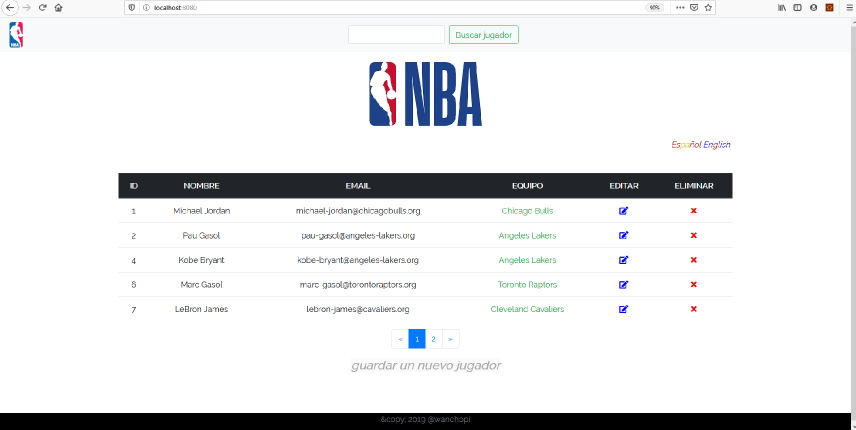 localhost:8080
90%
NBA
Buscar jugador
NBA
Español English
ID NOMBRE EMAIL EQUIPO EDITAR ELIMINAR
1 Michael Jordan michael-jordan@chicagobulls.org Chicago Bulls
2 Pau Gasol pau-gasol@angeles-lakers.org Angeles Lakers
4 Kobe Bryant kobe-bryant@angeles-lakers.org Angeles Lakers
6 Marc Gasol marc-gasol@torontoraptors.org Toronto Raptors
7 LeBron James lebron-james@cavaliers.org Cleveland Cavaliers
« 1 2 »
guardar un nuevo jugador
&copy; 2019 @wanchopi